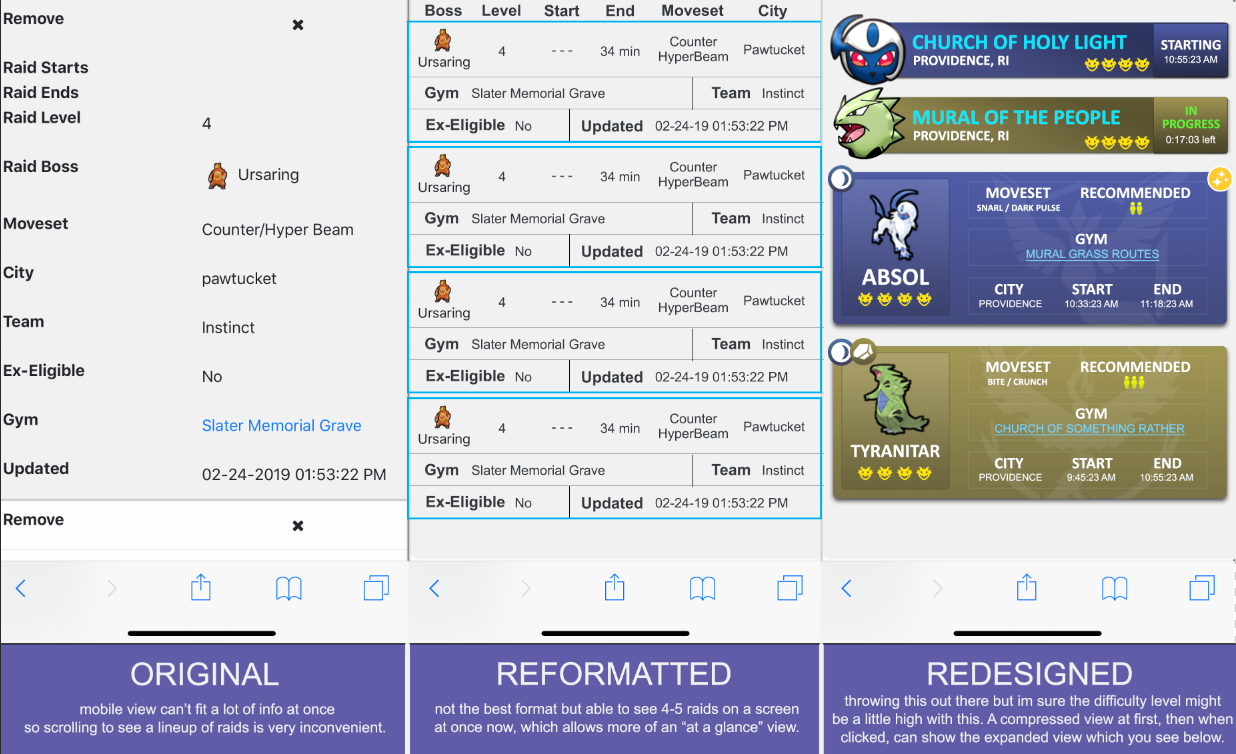 Remove ✖
Raid Starts
Raid Ends
Raid Level
4
Raid Boss
Ursaring
Moveset
Counter/Hyper Beam
City
pawtucket
Team
Instinct
Ex-Eligible
No
Gym
Slater Memorial Grave
Updated
02-24-2019 01:53:22 PM
Remove ✖
ORIGINAL
mobile view can't fit a lot of info at once
so scrolling to see a lineup of raids is very inconvenient.
Boss Level Start End Moveset City
Ursaring 4 --- 34 min Counter HyperBeam Pawtucket
Gym Slater Memorial Grave Team Instinct
Ex-Eligible No Updated 02-24-19 01:53:22 PM
Ursaring 4 --- 34 min Counter HyperBeam Pawtucket
Gym Slater Memorial Grave Team Instinct
Ex-Eligible No Updated 02-24-19 01:53:22 PM
Ursaring 4 --- 34 min Counter HyperBeam Pawtucket
Gym Slater Memorial Grave Team Instinct
Ex-Eligible No Updated 02-24-19 01:53:22 PM
Ursaring 4 --- 34 min Counter HyperBeam Pawtucket
Gym Slater Memorial Grave Team Instinct
Ex-Eligible No Updated 02-24-19 01:53:22 PM
REFORMATTED
not the best format but able to see 4-5 raids on a screen
at once now, which allows more of an “at a glance” view.
CHURCH OF HOLY LIGHT
PROVIDENCE, RI
STARTING
10:55:23 AM
MURAL OF THE PEOPLE
PROVIDENCE, RI
IN
PROGRESS
0:17:03 left
ABSOL
MOVESET RECOMMENDED
SNARL / DARK PULSE
GYM
MURAL GRASS ROUTES
CITY START END
PROVIDENCE 10:33:23 AM 11:18:23 AM
TYRANITAR
MOVESET RECOMMENDED
BITE / CRUNCH
GYM
CHURCH OF SOMETHING RATHER
CITY START END
PROVIDENCE 9:45:23 AM 10:55:23 AM
REDESIGNED
throwing this out there but im sure the difficulty level might
be a little high with this. A compressed view at first, then when
clicked, can show the expanded view which you see below.